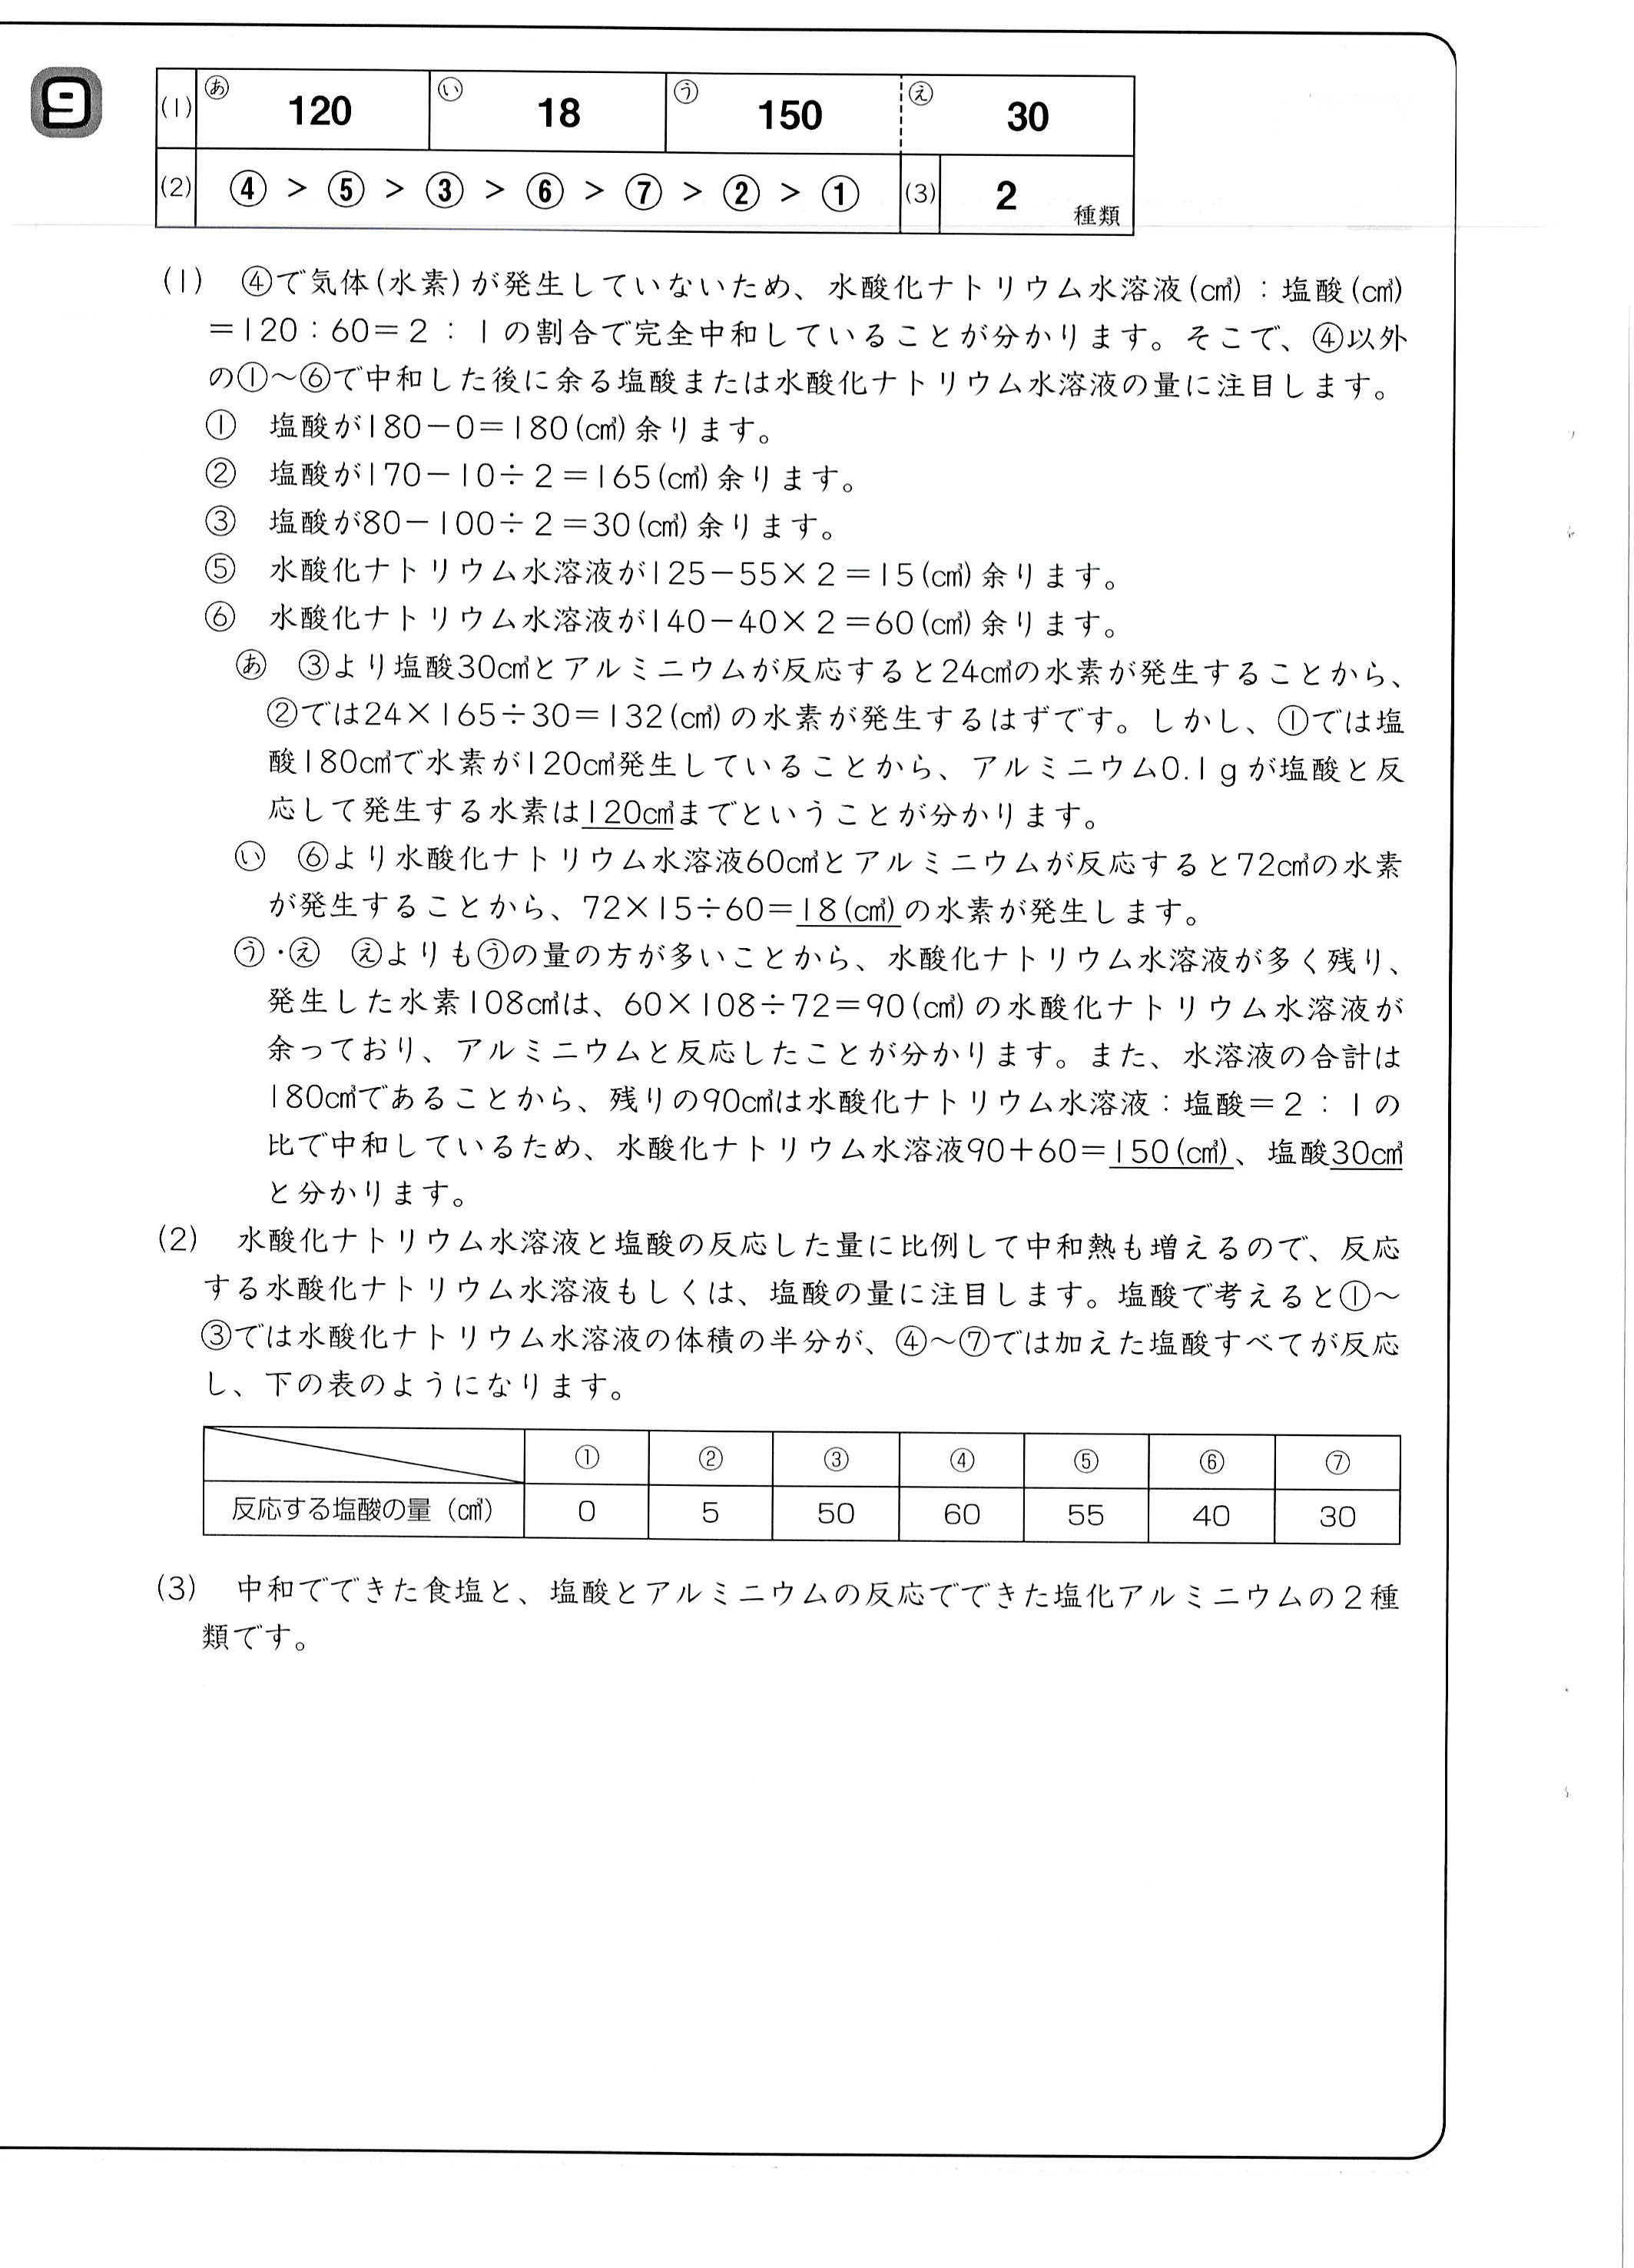 9
(1) あ 120 い 18 う 150 え 30
(2) ④ > ⑤ > ③ > ⑥ > ⑦ > ② > ① (3) 2 種類
(1) ④で気体(水素)が発生していないため、水酸化ナトリウム水溶液(㎤):塩酸(㎤)
=120:60=2:1の割合で完全中和していることが分かります。そこで、④以外
の①~⑥で中和した後に余る塩酸または水酸化ナトリウム水溶液の量に注目します。
① 塩酸が180-0=180(㎤)余ります。
② 塩酸が170-10÷2=165(㎤)余ります。
③ 塩酸が80-100÷2=30(㎤)余ります。
⑤ 水酸化ナトリウム水溶液が125-55×2=15(㎤)余ります。
⑥ 水酸化ナトリウム水溶液が140-40×2=60(㎤)余ります。
あ ③より塩酸30㎤とアルミニウムが反応すると24㎤の水素が発生することから、
②では24×165÷30=132(㎤)の水素が発生するはずです。しかし、①では塩
酸180㎤で水素が120㎤発生していることから、アルミニウム0.1gが塩酸と反
応して発生する水素は120㎤までということが分かります。
い ⑥より水酸化ナトリウム水溶液60㎤とアルミニウムが反応すると72㎤の水素
が発生することから、72×15÷60=18(㎤)の水素が発生します。
う・え えよりもうの量の方が多いことから、水酸化ナトリウム水溶液が多く残り、
発生した水素108㎤は、60×108÷72=90(㎤)の水酸化ナトリウム水溶液が
余っており、アルミニウムと反応したことが分かります。また、水溶液の合計は
180㎤であることから、残りの90㎤は水酸化ナトリウム水溶液:塩酸=2:1の
比で中和しているため、水酸化ナトリウム水溶液90+60=150(㎤)、塩酸30㎤
と分かります。
(2) 水酸化ナトリウム水溶液と塩酸の反応した量に比例して中和熱も増えるので、反応
する水酸化ナトリウム水溶液もしくは、塩酸の量に注目します。塩酸で考えると①~
③では水酸化ナトリウム水溶液の体積の半分が、④~⑦では加えた塩酸すべてが反応
し、下の表のようになります。
① ② ③ ④ ⑤ ⑥ ⑦
反応する塩酸の量(㎤) 0 5 50 60 55 40 30
(3) 中和でできた食塩と、塩酸とアルミニウムの反応でできた塩化アルミニウムの2種
類です。